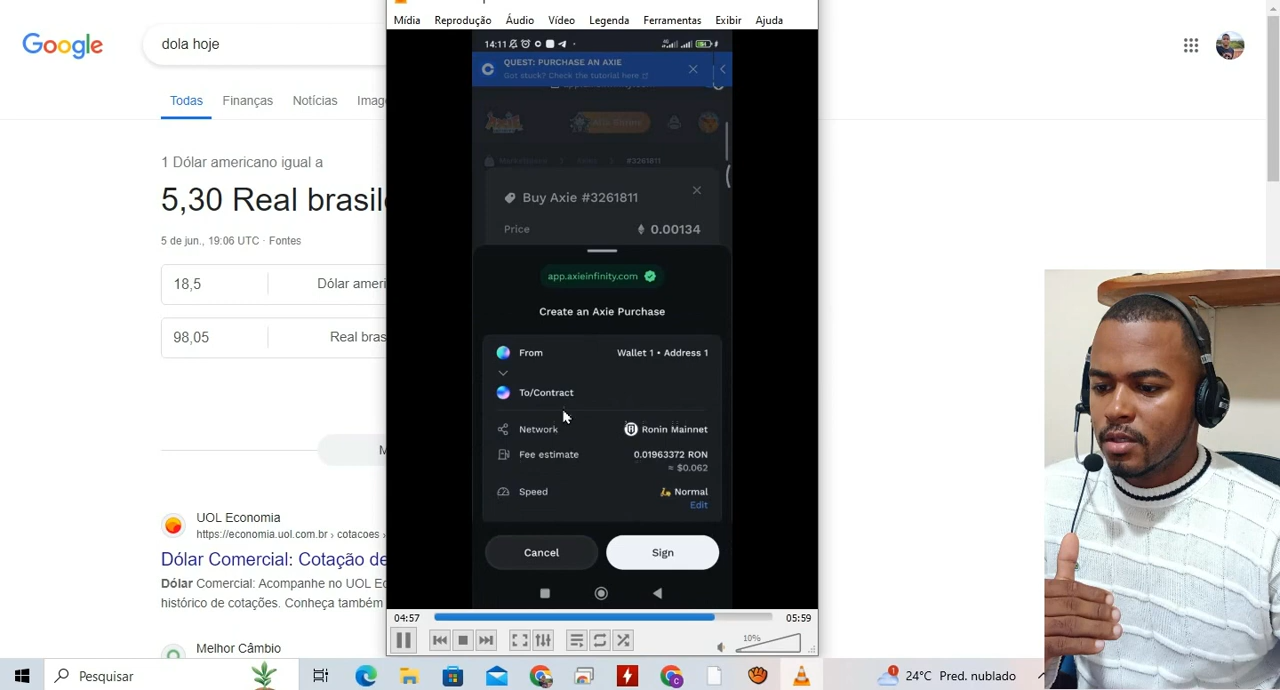 Google
dola hoje
Todas
Finanças
Notícias
Imag
1 Dólar americano igual a
5,30 Real brasile
5 de jun., 19:06 UTC · Fontes
18,5
Dólar ameri
98,05
Real bras
M
UOL Economia
https://economia.uol.com.br › cotacoes ›
Dólar Comercial: Cotação de
Dólar Comercial: Acompanhe no UOL Ec
histórico de cotações. Conheça também
Melhor Câmbio
Mídia Reprodução Áudio Vídeo Legenda Ferramentas Exibir Ajuda
14:11
QUEST: PURCHASE AN AXIE
Got stuck? Check the tutorial here
Marketplace
#3261811
Buy Axie #3261811
Price
0.00134
app.axieinfinity.com
Create an Axie Purchase
From
Wallet 1 • Address 1
To/Contract
Network
Ronin Mainnet
Fee estimate
0.01963372 RON
≈ $0.062
Speed
Normal
Edit
Cancel
Sign
04:57
05:59
10%
Pesquisar
1
24°C Pred. nublado